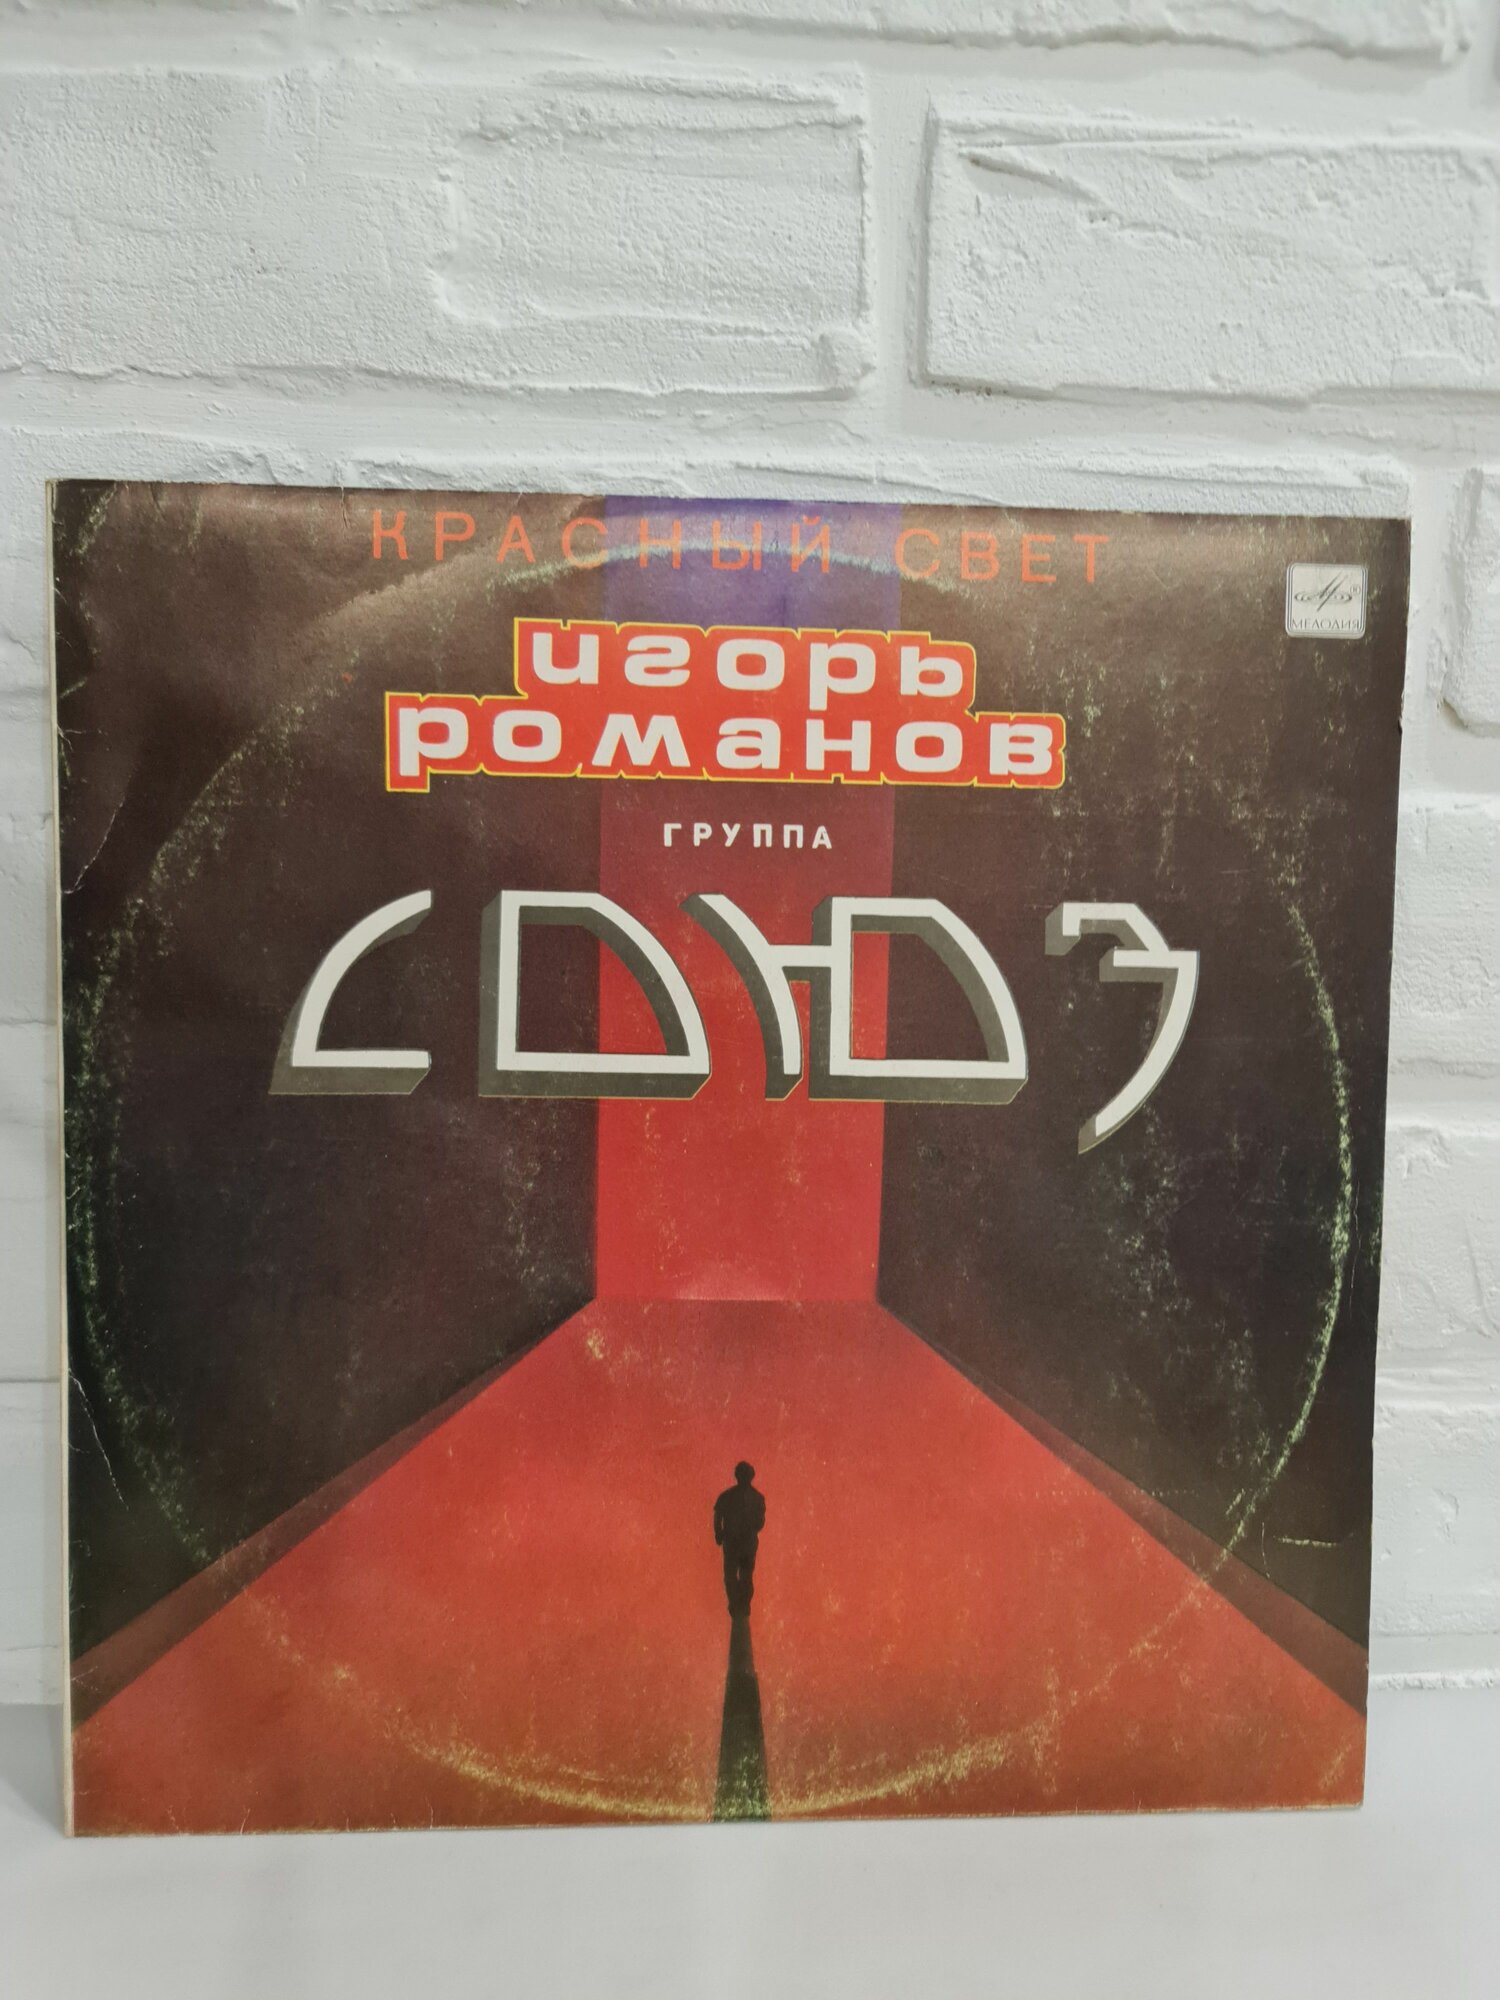 КРАСНЫЙ СВЕТ
МЕЛОДИЯ
игорь
романов
ГРУППА
СОЮЗ